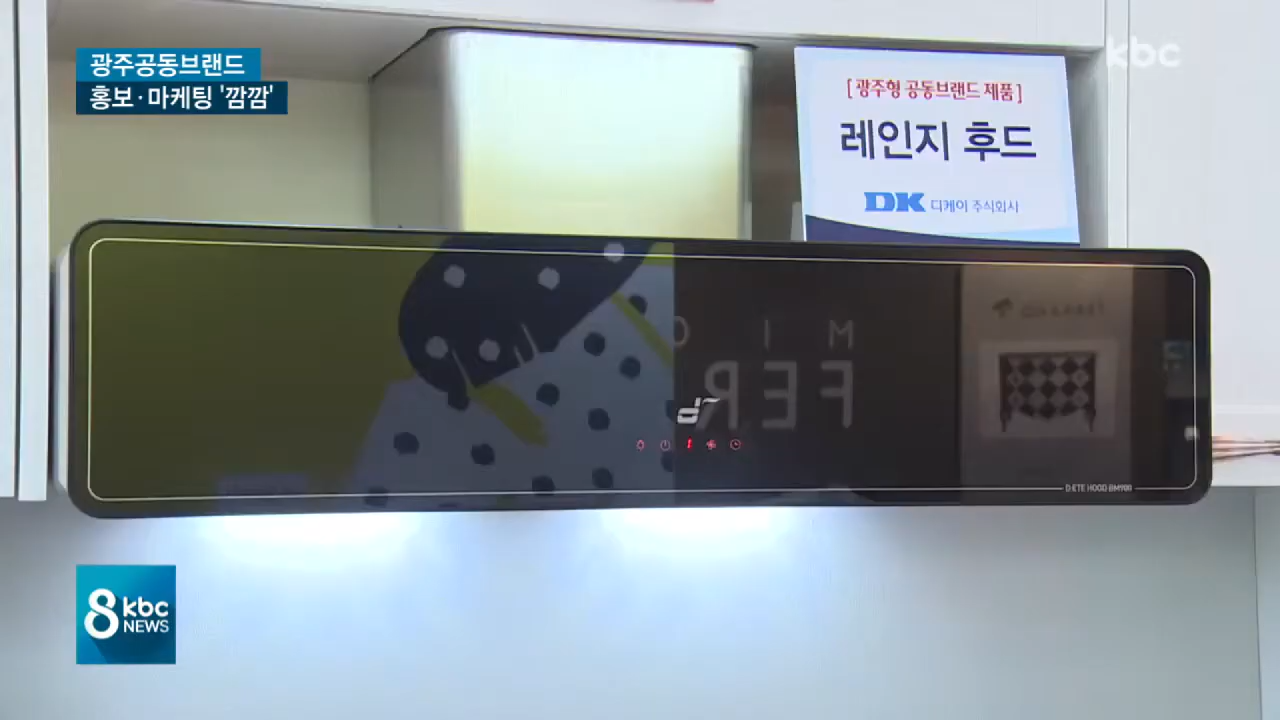 광주공동브랜드
홍보·마케팅 '깜깜'
kbc
[광주형 공동브랜드 제품]
레인지 후드
DK 디케이 주식회사
D:ETE HOOD BM900
8 kbc
NEWS